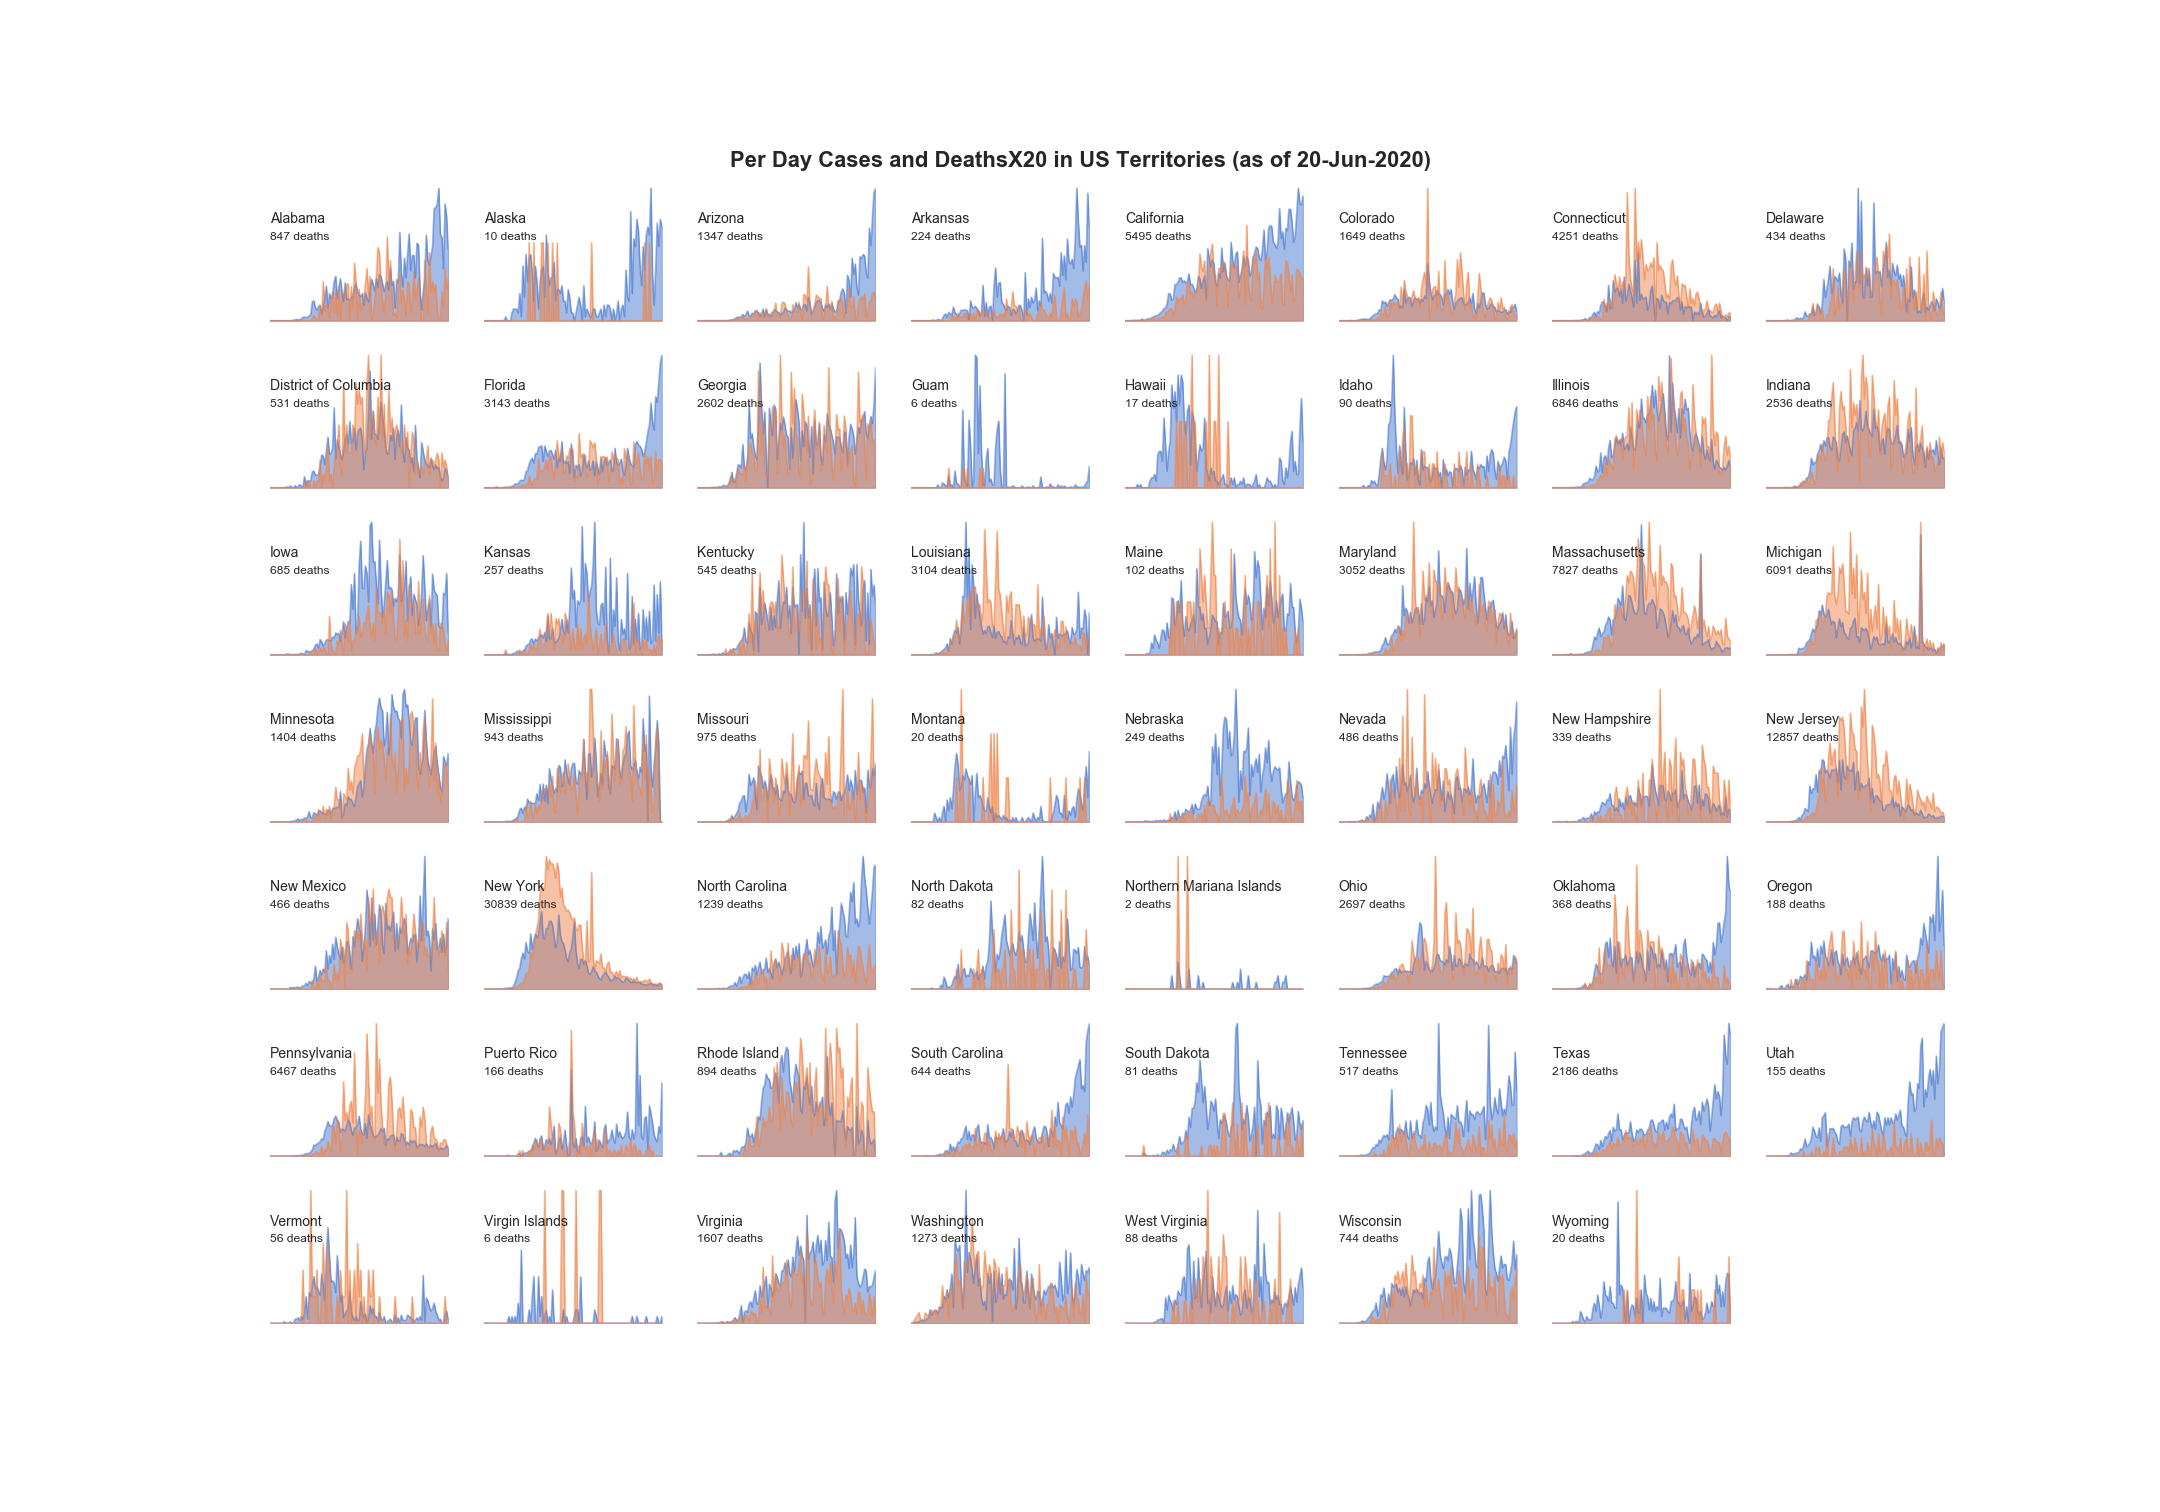 Per Day Cases and DeathsX20 in US Territories (as of 20-Jun-2020)
Alabama
847 deaths
Alaska
10 deaths
Arizona
1347 deaths
Arkansas
224 deaths
California
5495 deaths
Colorado
1649 deaths
Connecticut
4251 deaths
Delaware
434 deaths
District of Columbia
531 deaths
Florida
3143 deaths
Georgia
2602 deaths
Guam
6 deaths
Hawaii
17 deaths
Idaho
90 deaths
Illinois
6846 deaths
Indiana
2536 deaths
Iowa
685 deaths
Kansas
257 deaths
Kentucky
545 deaths
Louisiana
3104 deaths
Maine
102 deaths
Maryland
3052 deaths
Massachusetts
7827 deaths
Michigan
6091 deaths
Minnesota
1404 deaths
Mississippi
943 deaths
Missouri
975 deaths
Montana
20 deaths
Nebraska
249 deaths
Nevada
486 deaths
New Hampshire
339 deaths
New Jersey
12857 deaths
New Mexico
466 deaths
New York
30839 deaths
North Carolina
1239 deaths
North Dakota
82 deaths
Northern Mariana Islands
2 deaths
Ohio
2697 deaths
Oklahoma
368 deaths
Oregon
188 deaths
Pennsylvania
6467 deaths
Puerto Rico
166 deaths
Rhode Island
894 deaths
South Carolina
644 deaths
South Dakota
81 deaths
Tennessee
517 deaths
Texas
2186 deaths
Utah
155 deaths
Vermont
56 deaths
Virgin Islands
6 deaths
Virginia
1607 deaths
Washington
1273 deaths
West Virginia
88 deaths
Wisconsin
744 deaths
Wyoming
20 deaths